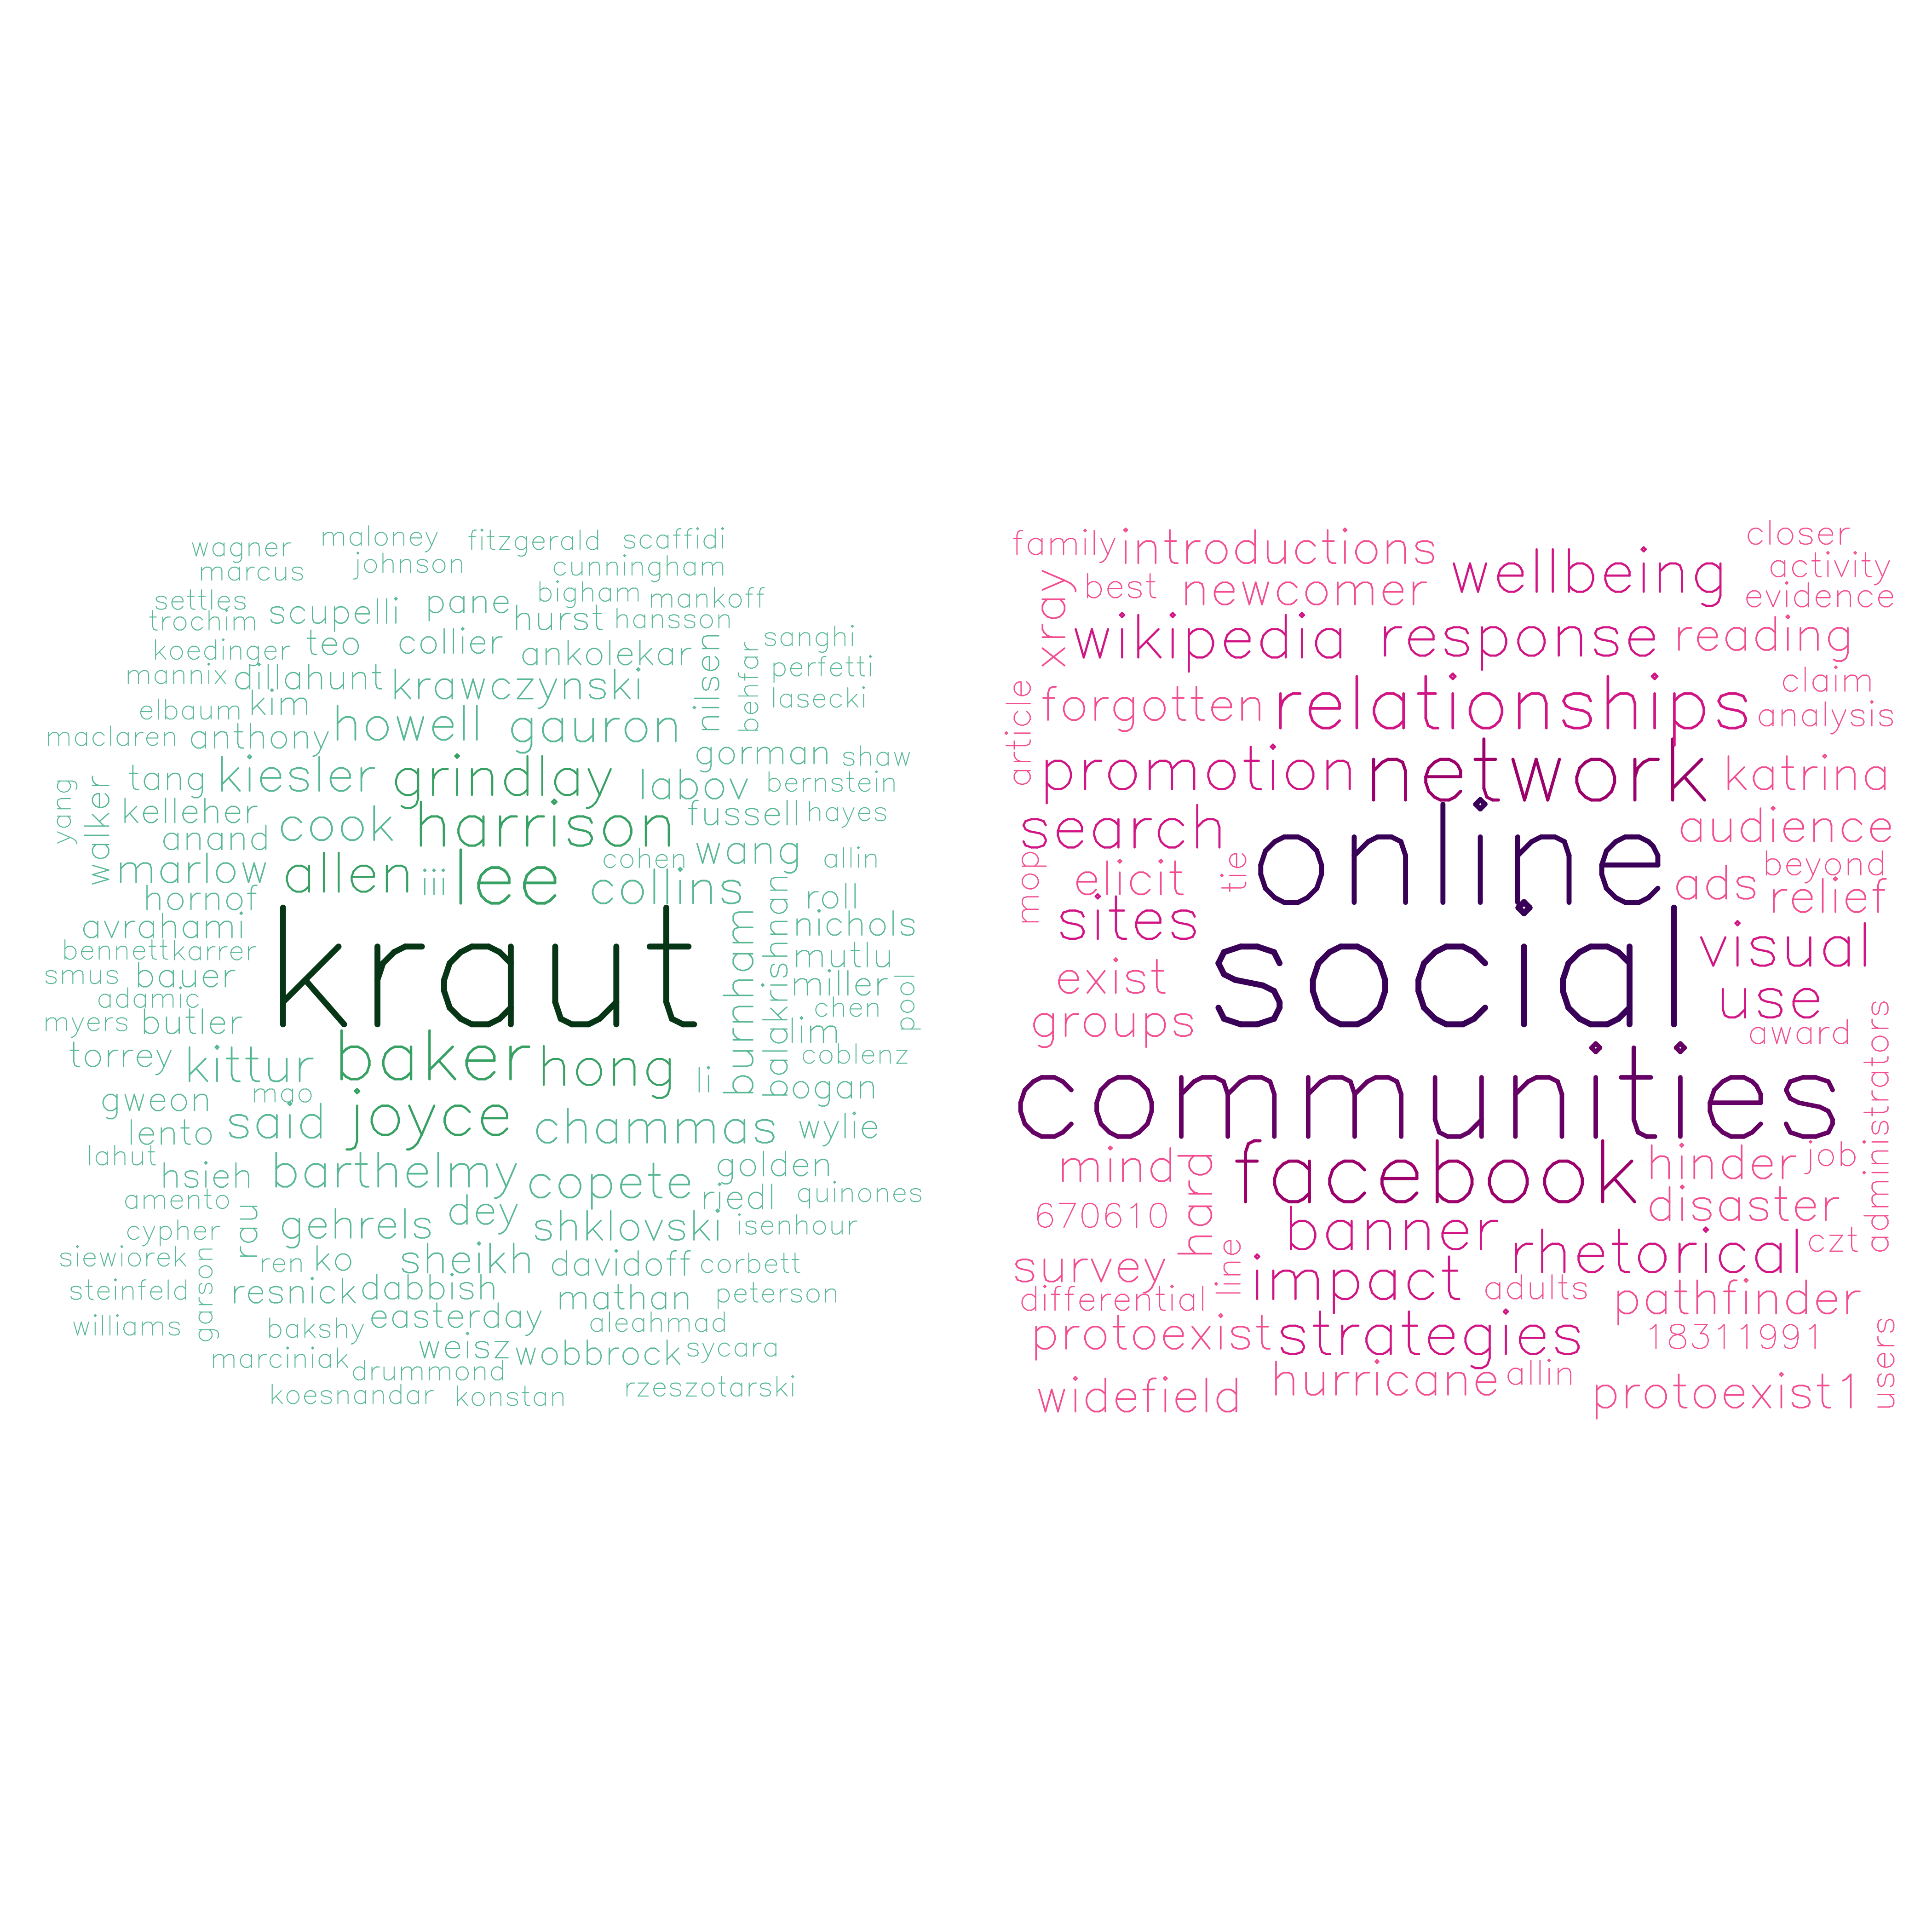 wagner maloney fitzgerald scaffidi
marcus johnson cunningham
settles bigham mankoff
trochim scupelli pane hurst hansson
koedinger teo collier ankolekar nilsen behfar sanghi
mannix dillahunt krawczynski perfetti
elbaum kim lasecki
maclaren anthony howell gauron
gorman shaw
yang walker tang kiesler grindlay labov bernstein
kelleher cook harrison fussell hayes
anand cohen wang allin
marlow allen iii lee collins
hornof roll
avrahami kraut burnham balakrishnan nichols
bennettkarrer mutlu
smus bauer miller pool
adamic chen
myers butler lim
torrey kittur baker hong li coblenz
gweon mao bogan
lento said joyce chammas wylie
lahut hsieh barthelmy copete golden
amento rau riedl quinones
cypher gehrels dey shklovski isenhour
siewiorek garson ren ko sheikh davidoff corbett
steinfeld resnick dabbish mathan peterson
williams bakshy easterday aleahmad
marciniak weisz wobbrock sycara
drummond
koesnandar konstan rzeszotarski
family introductions closer
xray best newcomer wellbeing activity
evidence
wikipedia response reading
article forgotten relationships claim
analysis
promotion network katrina
search online audience
mop elicit tie beyond
sites ads relief
exist social visual
groups use
award administrators
communities
mind hard facebook hinder job
670610 disaster
banner rhetorical czt
survey line impact adults pathfinder
differential
protoexist strategies 18311991 users
widefield hurricane allin protoexist1